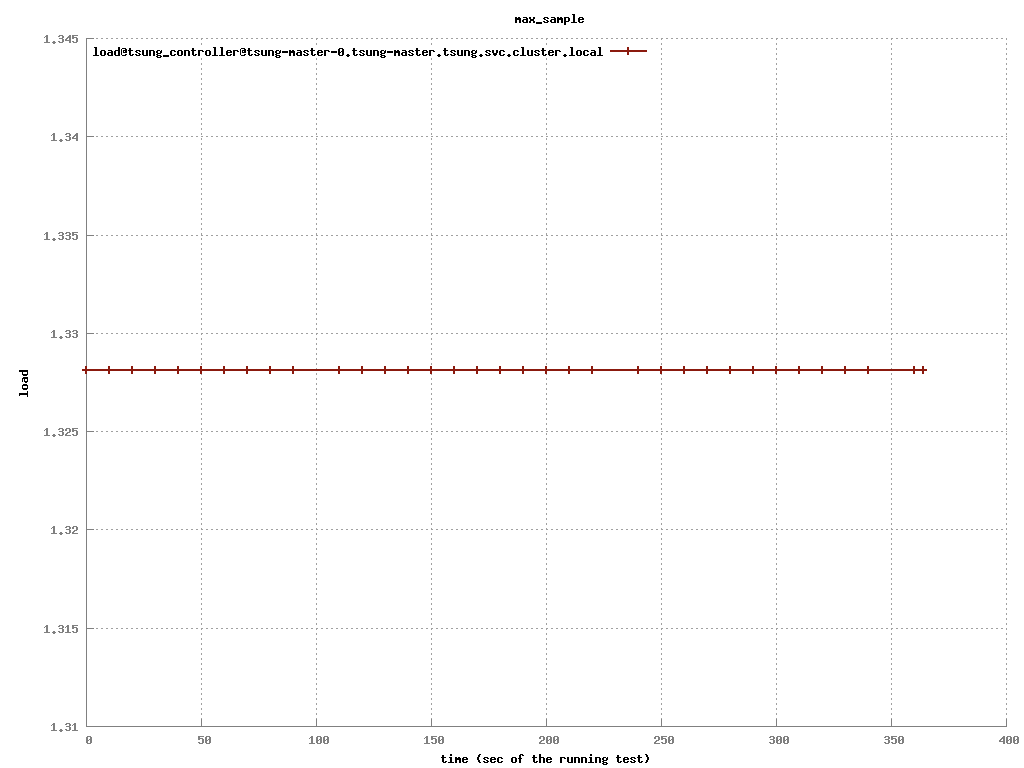 max_sample
1.345
load@tsung_controller@tsung-master-0.tsung-master.tsung.svc.cluster.local
1.34
1.335
1.33
load
1.325
1.32
1.315
1.31
0 50 100 150 200 250 300 350 400
time (sec of the running test)